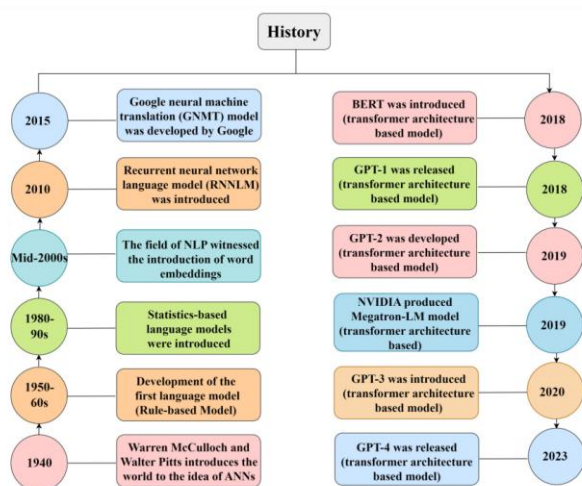 History
2015
Google neural machine
translation (GNMT) model
was developed by Google
2010
Recurrent neural network
language model (RNNLM)
was introduced
Mid-2000s
The field of NLP witnessed
the introduction of word
embeddings
1980-
90s
Statistics-based
language models
were introduced
1950-
60s
Development of the
first language model
(Rule-based Model)
1940
Warren McCulloch and
Walter Pitts introduces the
world to the idea of ANNs
BERT was introduced
(transformer architecture
based model)
2018
GPT-1 was released
(transformer architecture
based model)
2018
GPT-2 was developed
(transformer architecture
based model)
2019
NVIDIA produced
Megatron-LM model
(transformer architecture
based)
2019
GPT-3 was introduced
(transformer architecture
based model)
2020
GPT-4 was released
(transformer architecture
based model)
2023